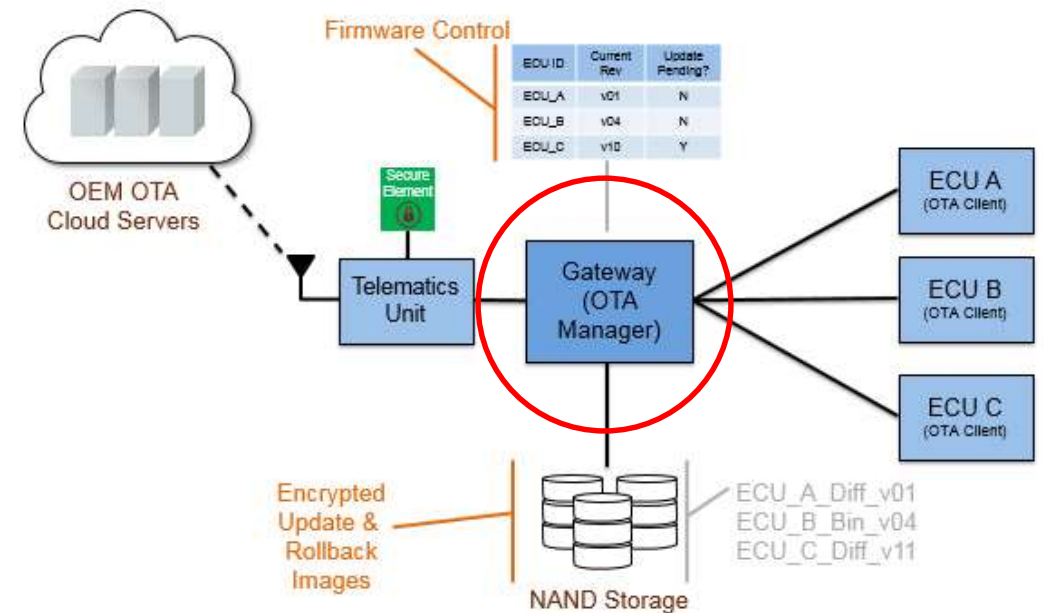 Firmware Control
ECU ID Current Rev Update Pending?
ECU_A v01 N
ECU_B v04 N
ECU_C v10 Y
OEM OTA
Cloud Servers
Secure
Element
Telematics
Unit
Gateway
(OTA
Manager)
ECU A
(OTA Client)
ECU B
(OTA Client)
ECU C
(OTA Client)
Encrypted
Update &
Rollback
Images
ECU_A_Diff_v01
ECU_B_Bin_v04
ECU_C_Diff_v11
NAND Storage